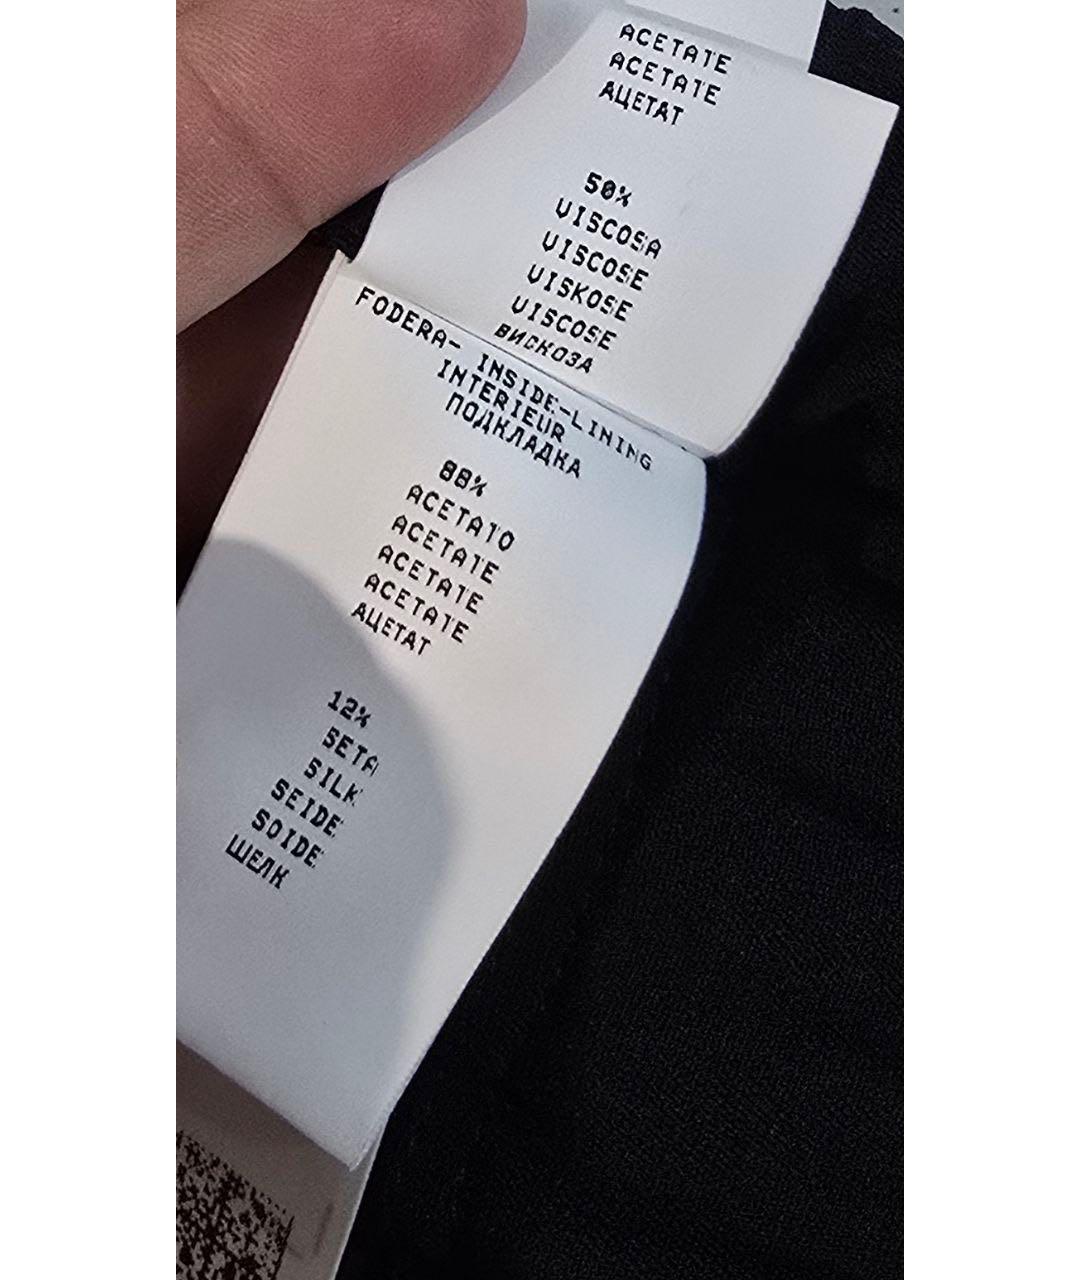 ACETATE
ACETATE
АЦЕТАТ
50%
VISCOSA
VISCOSE
VISKOSE
VISCOSE
ВИСКОЗА
FODERA- INSIDE-LINING
INTERIEUR
ПОДКЛАДКА
88%
ACETATO
ACETATE
ACETATE
ACETATE
АЦЕТАТ
12%
SETA
SILK
SEIDE
SOIDE
ШЕЛК